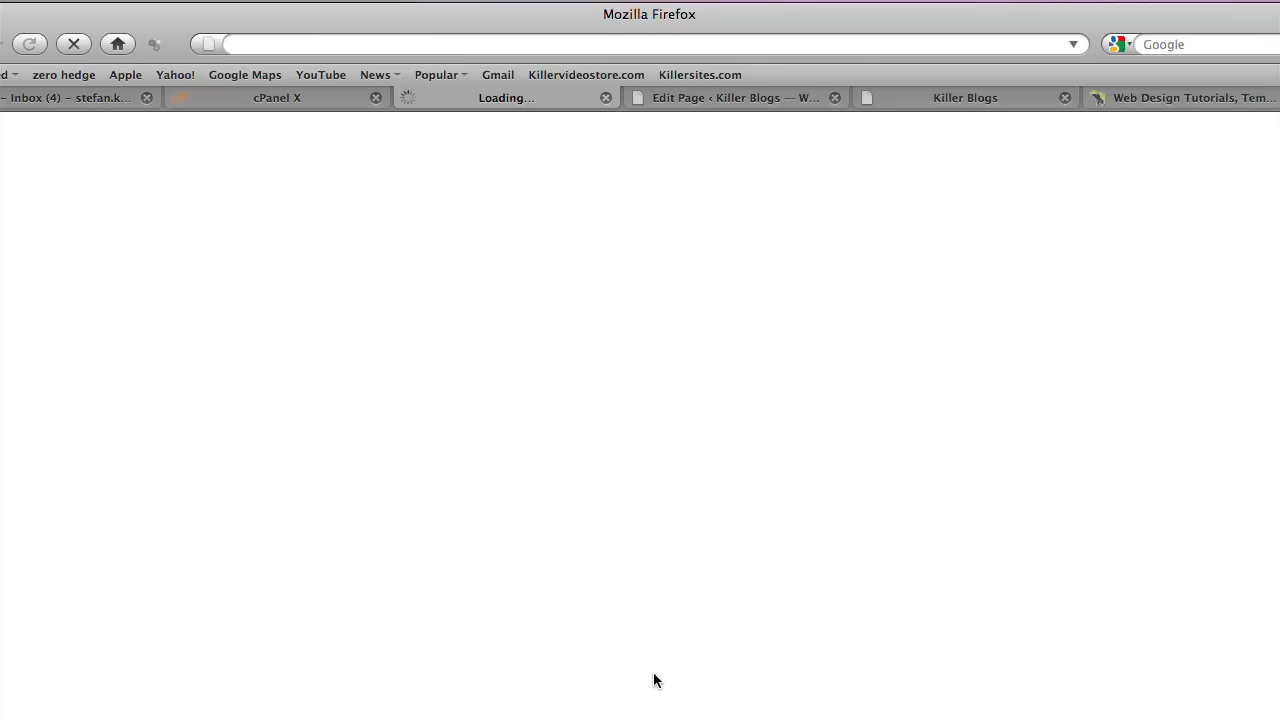 Mozilla Firefox
Google
d zero hedge Apple Yahoo! Google Maps YouTube News Popular Gmail Killervideostore.com Killersites.com
– Inbox (4) – stefan.k... cPanel X Loading... Edit Page ‹ Killer Blogs — W... Killer Blogs Web Design Tutorials, Tem...